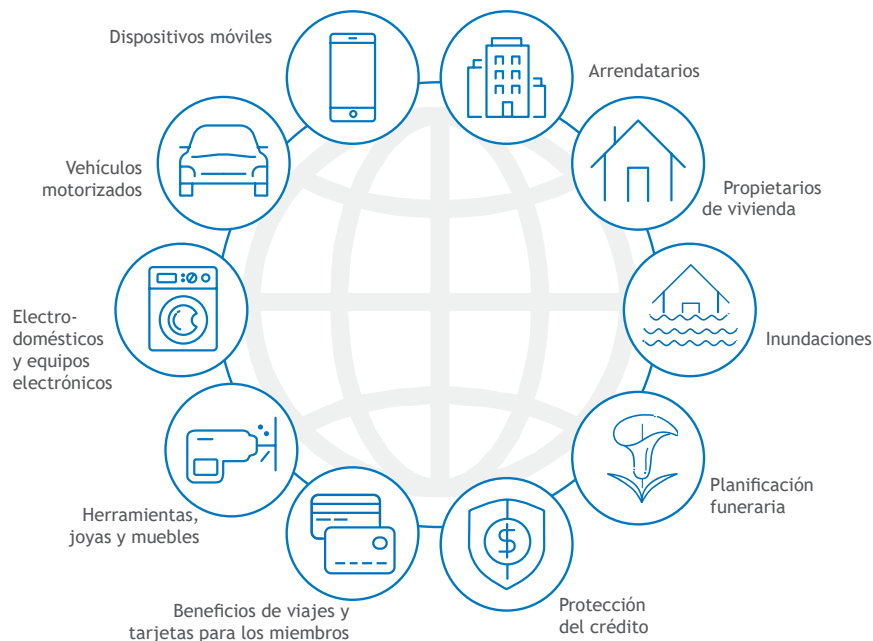 Dispositivos móviles
Arrendatarios
Vehículos
motorizados
Propietarios
de vivienda
Electro-
domésticos
y equipos
electrónicos
Inundaciones
Herramientas,
joyas y muebles
Planificación
funeraria
Beneficios de viajes y
tarjetas para los miembros
Protección
del crédito
$